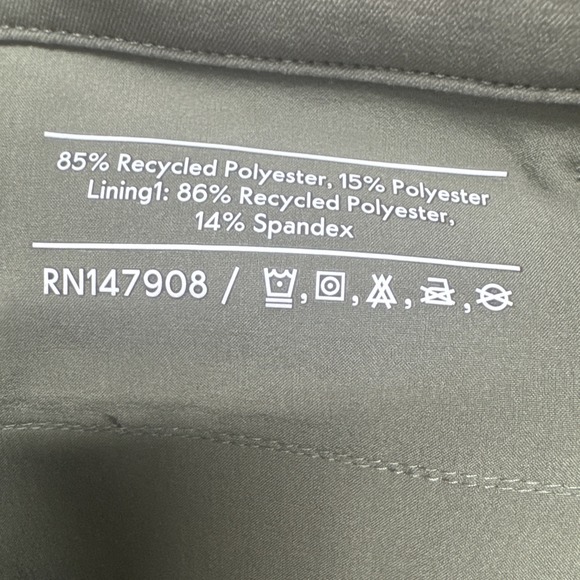 85% Recycled Polyester, 15% Polyester
Lining1: 86% Recycled Polyester,
14% Spandex
RN147908 / , , , ,